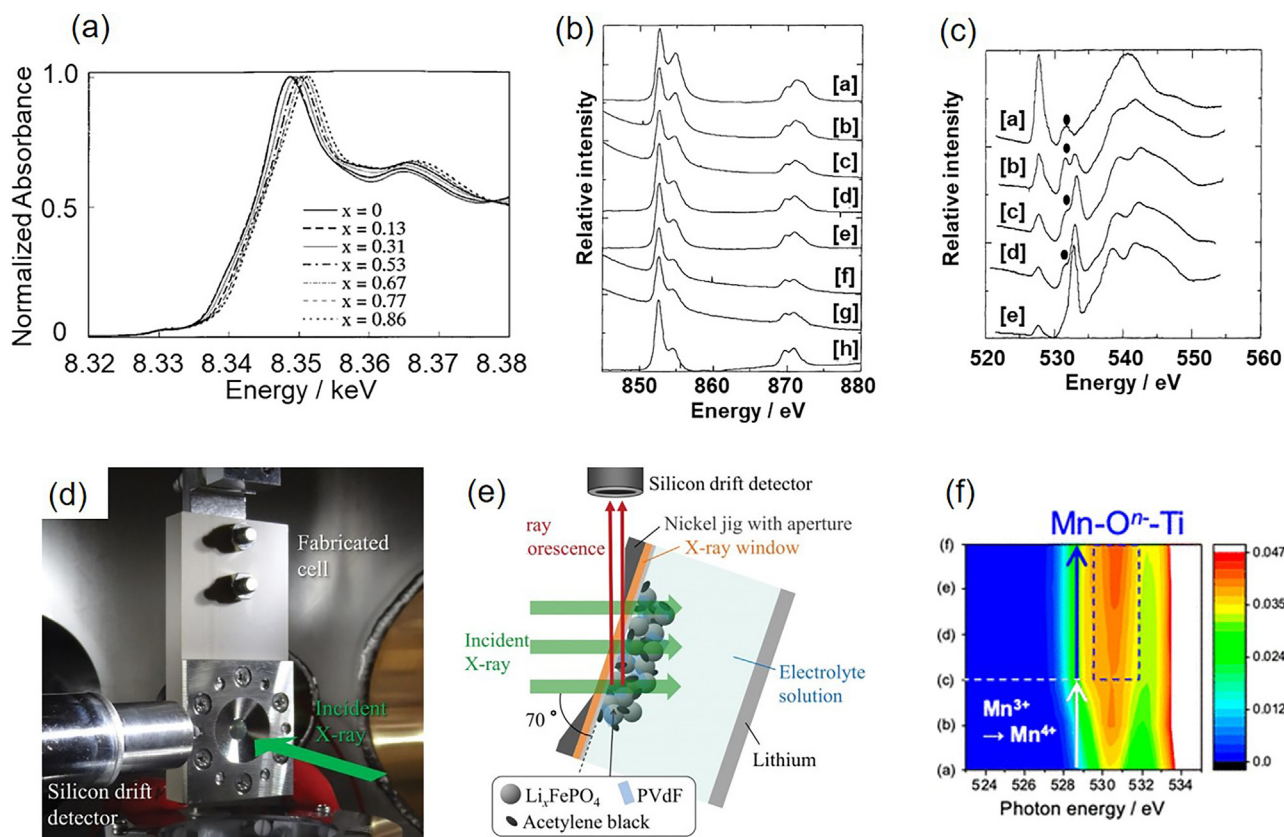 (a)
Normalized Absorbance
1.0
0.5
0
x = 0
x = 0.13
x = 0.31
x = 0.53
x = 0.67
x = 0.77
x = 0.86
8.32 8.33 8.34 8.35 8.36 8.37 8.38
Energy / keV
(b)
Relative intensity
[a]
[b]
[c]
[d]
[e]
[f]
[g]
[h]
850 860 870 880
Energy / eV
(c)
Relative intensity
[a]
[b]
[c]
[d]
[e]
520 530 540 550 560
Energy / eV
(d)
Fabricated
cell
Incident
X-ray
Silicon drift
detector
(e)
Silicon drift detector
ray
orescence
Nickel jig with aperture
X-ray window
Incident
X-ray
Electrolyte
solution
70°
Lithium
LiₓFePO₄
PVdF
Acetylene black
(f)
Mn-Oⁿ⁻-Ti
(f)
(e)
(d)
(c)
(b)
(a)
Mn³⁺
→ Mn⁴⁺
0.047
0.036
0.024
0.012
0.0
524 526 528 530 532 534
Photon energy / eV